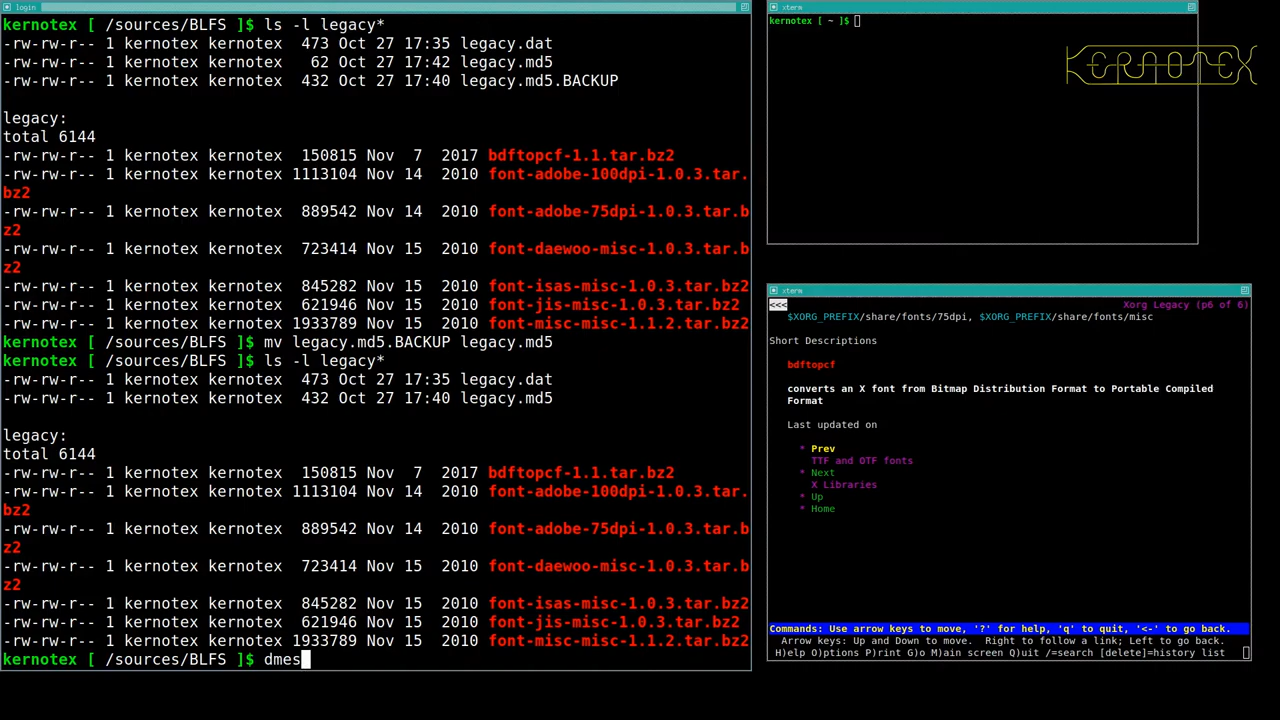 login
kernotex [ /sources/BLFS ]$ ls -l legacy*
-rw-rw-r-- 1 kernotex kernotex  473 Oct 27 17:35 legacy.dat
-rw-rw-r-- 1 kernotex kernotex   62 Oct 27 17:42 legacy.md5
-rw-rw-r-- 1 kernotex kernotex  432 Oct 27 17:40 legacy.md5.BACKUP
legacy:
total 6144
-rw-rw-r-- 1 kernotex kernotex  150815 Nov  7  2017 bdftopcf-1.1.tar.bz2
-rw-rw-r-- 1 kernotex kernotex 1113104 Nov 14  2010 font-adobe-100dpi-1.0.3.tar.
bz2
-rw-rw-r-- 1 kernotex kernotex  889542 Nov 14  2010 font-adobe-75dpi-1.0.3.tar.b
z2
-rw-rw-r-- 1 kernotex kernotex  723414 Nov 15  2010 font-daewoo-misc-1.0.3.tar.b
z2
-rw-rw-r-- 1 kernotex kernotex  845282 Nov 15  2010 font-isas-misc-1.0.3.tar.bz2
-rw-rw-r-- 1 kernotex kernotex  621946 Nov 15  2010 font-jis-misc-1.0.3.tar.bz2
-rw-rw-r-- 1 kernotex kernotex 1933789 Nov 15  2010 font-misc-misc-1.1.2.tar.bz2
kernotex [ /sources/BLFS ]$ mv legacy.md5.BACKUP legacy.md5
kernotex [ /sources/BLFS ]$ ls -l legacy*
-rw-rw-r-- 1 kernotex kernotex  473 Oct 27 17:35 legacy.dat
-rw-rw-r-- 1 kernotex kernotex  432 Oct 27 17:40 legacy.md5
legacy:
total 6144
-rw-rw-r-- 1 kernotex kernotex  150815 Nov  7  2017 bdftopcf-1.1.tar.bz2
-rw-rw-r-- 1 kernotex kernotex 1113104 Nov 14  2010 font-adobe-100dpi-1.0.3.tar.
bz2
-rw-rw-r-- 1 kernotex kernotex  889542 Nov 14  2010 font-adobe-75dpi-1.0.3.tar.b
z2
-rw-rw-r-- 1 kernotex kernotex  723414 Nov 15  2010 font-daewoo-misc-1.0.3.tar.b
z2
-rw-rw-r-- 1 kernotex kernotex  845282 Nov 15  2010 font-isas-misc-1.0.3.tar.bz2
-rw-rw-r-- 1 kernotex kernotex  621946 Nov 15  2010 font-jis-misc-1.0.3.tar.bz2
-rw-rw-r-- 1 kernotex kernotex 1933789 Nov 15  2010 font-misc-misc-1.1.2.tar.bz2
kernotex [ /sources/BLFS ]$ dmes
xterm
kernotex [ ~ ]$
KERNOTEX
xterm
<<<
Xorg Legacy (p6 of 6)
$XORG_PREFIX/share/fonts/75dpi, $XORG_PREFIX/share/fonts/misc
Short Descriptions
bdftopcf
converts an X font from Bitmap Distribution Format to Portable Compiled
Format
Last updated on
* Prev
TTF and OTF fonts
* Next
X Libraries
* Up
* Home
Commands: Use arrow keys to move, '?' for help, 'q' to quit, '<-' to go back.
Arrow keys: Up and Down to move.  Right to follow a link; Left to go back.
H)elp O)ptions P)rint G)o M)ain screen Q)uit /=search [delete]=history list